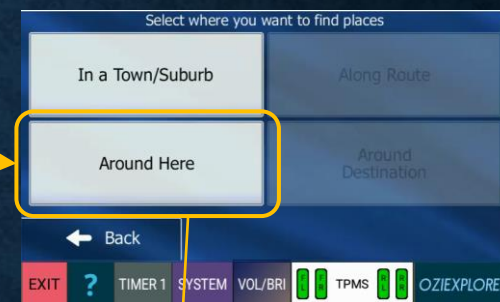 Select where you want to find places
In a Town/Suburb
Along Route
Around Here
Around
Destination
Back
EXIT ? TIMER 1 SYSTEM VOL/BRI TPMS OZIEXPLORE